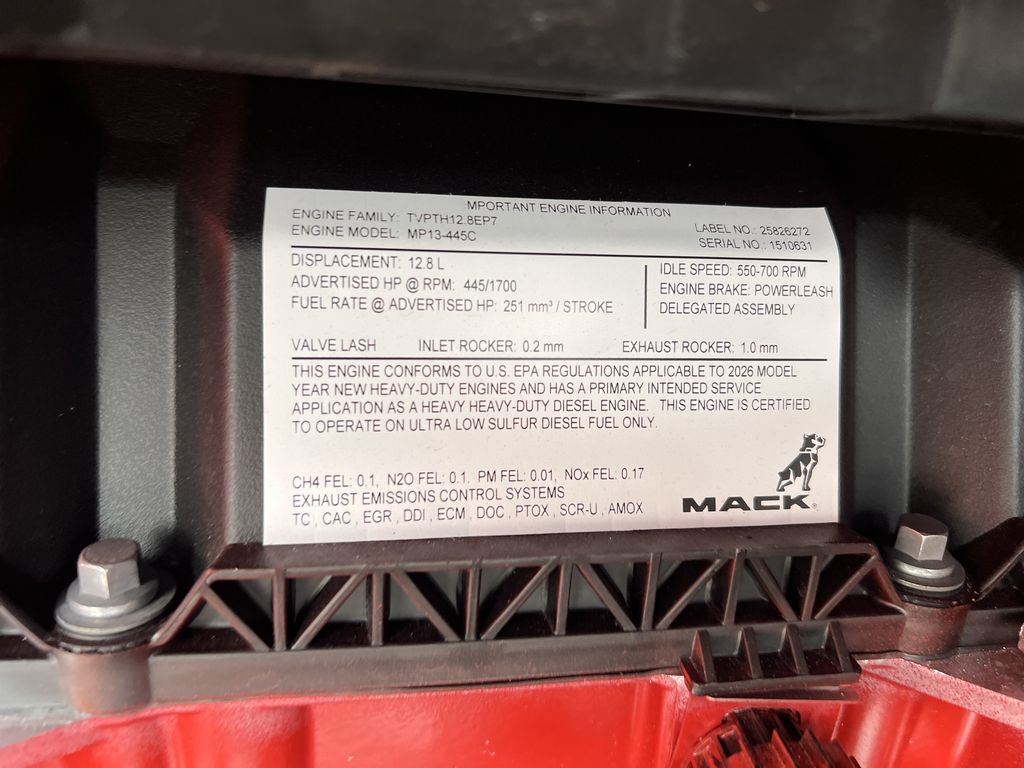 MPORTANT ENGINE INFORMATION
ENGINE FAMILY: TVPTH12.8EP7
ENGINE MODEL: MP13-445C
LABEL NO.: 25826272
SERIAL NO.: 1510631
DISPLACEMENT: 12.8 L
ADVERTISED HP @ RPM: 445/1700
FUEL RATE @ ADVERTISED HP: 251 mm³ / STROKE
IDLE SPEED: 550-700 RPM
ENGINE BRAKE: POWERLEASH
DELEGATED ASSEMBLY
VALVE LASH INLET ROCKER: 0.2 mm EXHAUST ROCKER: 1.0 mm
THIS ENGINE CONFORMS TO U.S. EPA REGULATIONS APPLICABLE TO 2026 MODEL
YEAR NEW HEAVY-DUTY ENGINES AND HAS A PRIMARY INTENDED SERVICE
APPLICATION AS A HEAVY HEAVY-DUTY DIESEL ENGINE. THIS ENGINE IS CERTIFIED
TO OPERATE ON ULTRA LOW SULFUR DIESEL FUEL ONLY.
CH4 FEL: 0.1, N2O FEL: 0.1, PM FEL: 0.01, NOx FEL: 0.17
EXHAUST EMISSIONS CONTROL SYSTEMS
TC , CAC , EGR , DDI , ECM , DOC , PTOX , SCR-U , AMOX
MACK®